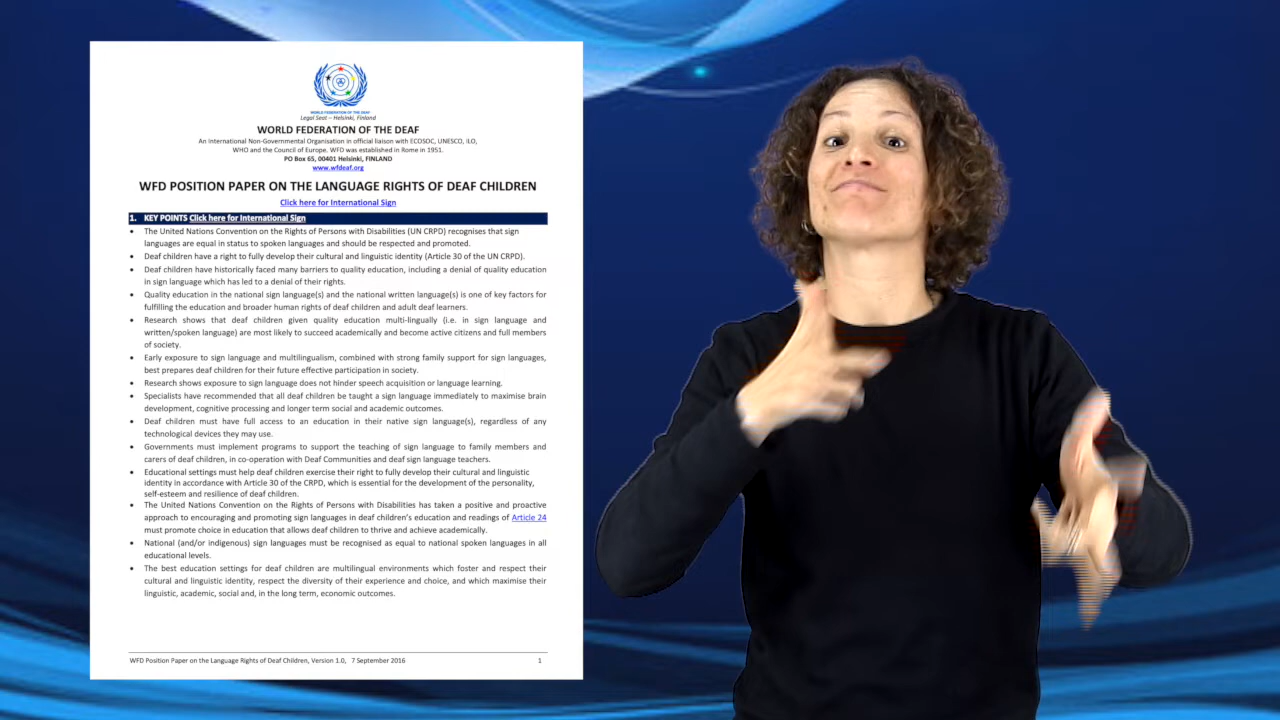 WORLD FEDERATION OF THE DEAF
Legal Seat – Helsinki, Finland
WORLD FEDERATION OF THE DEAF
An International Non-Governmental Organisation in official liaison with ECOSOC, UNESCO, ILO,
WHO and the Council of Europe. WFD was established in Rome in 1951.
PO Box 65, 00401 Helsinki, FINLAND
www.wfdeaf.org
WFD POSITION PAPER ON THE LANGUAGE RIGHTS OF DEAF CHILDREN
Click here for International Sign
1. KEY POINTS Click here for International Sign
• The United Nations Convention on the Rights of Persons with Disabilities (UN CRPD) recognises that sign
languages are equal in status to spoken languages and should be respected and promoted.
• Deaf children have a right to fully develop their cultural and linguistic identity (Article 30 of the UN CRPD).
• Deaf children have historically faced many barriers to quality education, including a denial of quality education
in sign language which has led to a denial of their rights.
• Quality education in the national sign language(s) and the national written language(s) is one of key factors for
fulfilling the education and broader human rights of deaf children and adult deaf learners.
• Research shows that deaf children given quality education multi-lingually (i.e. in sign language and
written/spoken language) are most likely to succeed academically and become active citizens and full members
of society.
• Early exposure to sign language and multilingualism, combined with strong family support for sign languages,
best prepares deaf children for their future effective participation in society.
• Research shows exposure to sign language does not hinder speech acquisition or language learning.
• Specialists have recommended that all deaf children be taught a sign language immediately to maximise brain
development, cognitive processing and longer term social and academic outcomes.
• Deaf children must have full access to an education in their native sign language(s), regardless of any
technological devices they may use.
• Governments must implement programs to support the teaching of sign language to family members and
carers of deaf children, in co-operation with Deaf Communities and deaf sign language teachers.
• Educational settings must help deaf children exercise their right to fully develop their cultural and linguistic
identity in accordance with Article 30 of the CRPD, which is essential for the development of the personality,
self-esteem and resilience of deaf children.
• The United Nations Convention on the Rights of Persons with Disabilities has taken a positive and proactive
approach to encouraging and promoting sign languages in deaf children's education and readings of Article 24
must promote choice in education that allows deaf children to thrive and achieve academically.
• National (and/or indigenous) sign languages must be recognised as equal to national spoken languages in all
educational levels.
• The best education settings for deaf children are multilingual environments which foster and respect their
cultural and linguistic identity, respect the diversity of their experience and choice, and which maximise their
linguistic, academic, social and, in the long term, economic outcomes.
WFD Position Paper on the Language Rights of Deaf Children, Version 1.0, 7 September 2016 1